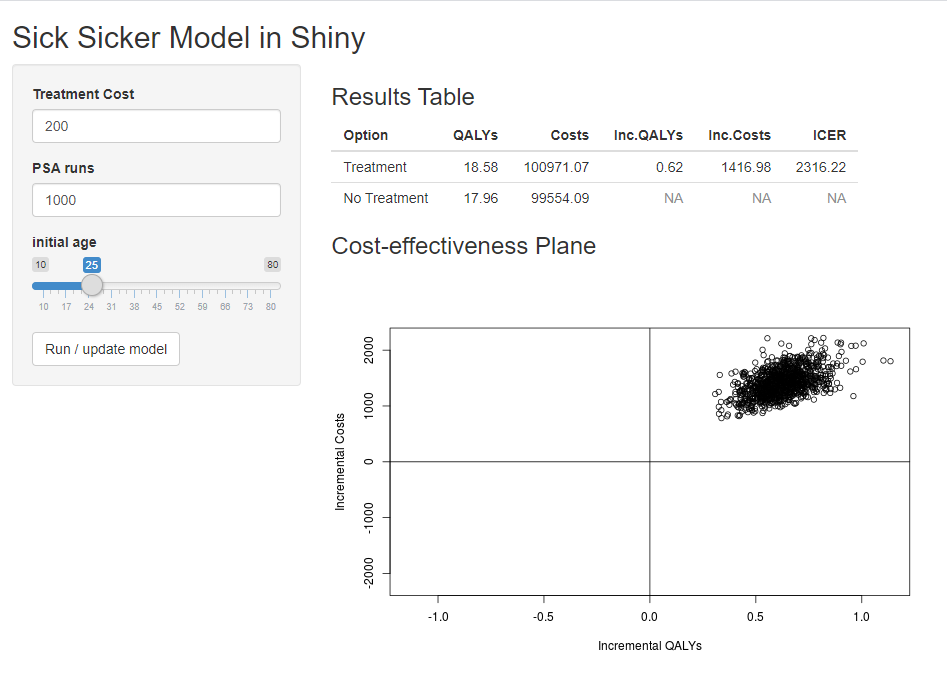 Sick Sicker Model in Shiny
Treatment Cost
200
PSA runs
1000
initial age
10 25 80
10 17 24 31 38 45 52 59 66 73 80
Run / update model
Results Table
Option QALYs Costs Inc.QALYs Inc.Costs ICER
Treatment 18.58 100971.07 0.62 1416.98 2316.22
No Treatment 17.96 99554.09 NA NA NA
Cost-effectiveness Plane
Incremental Costs
2000
1000
0
-1000
-2000
-1.0 -0.5 0.0 0.5 1.0
Incremental QALYs